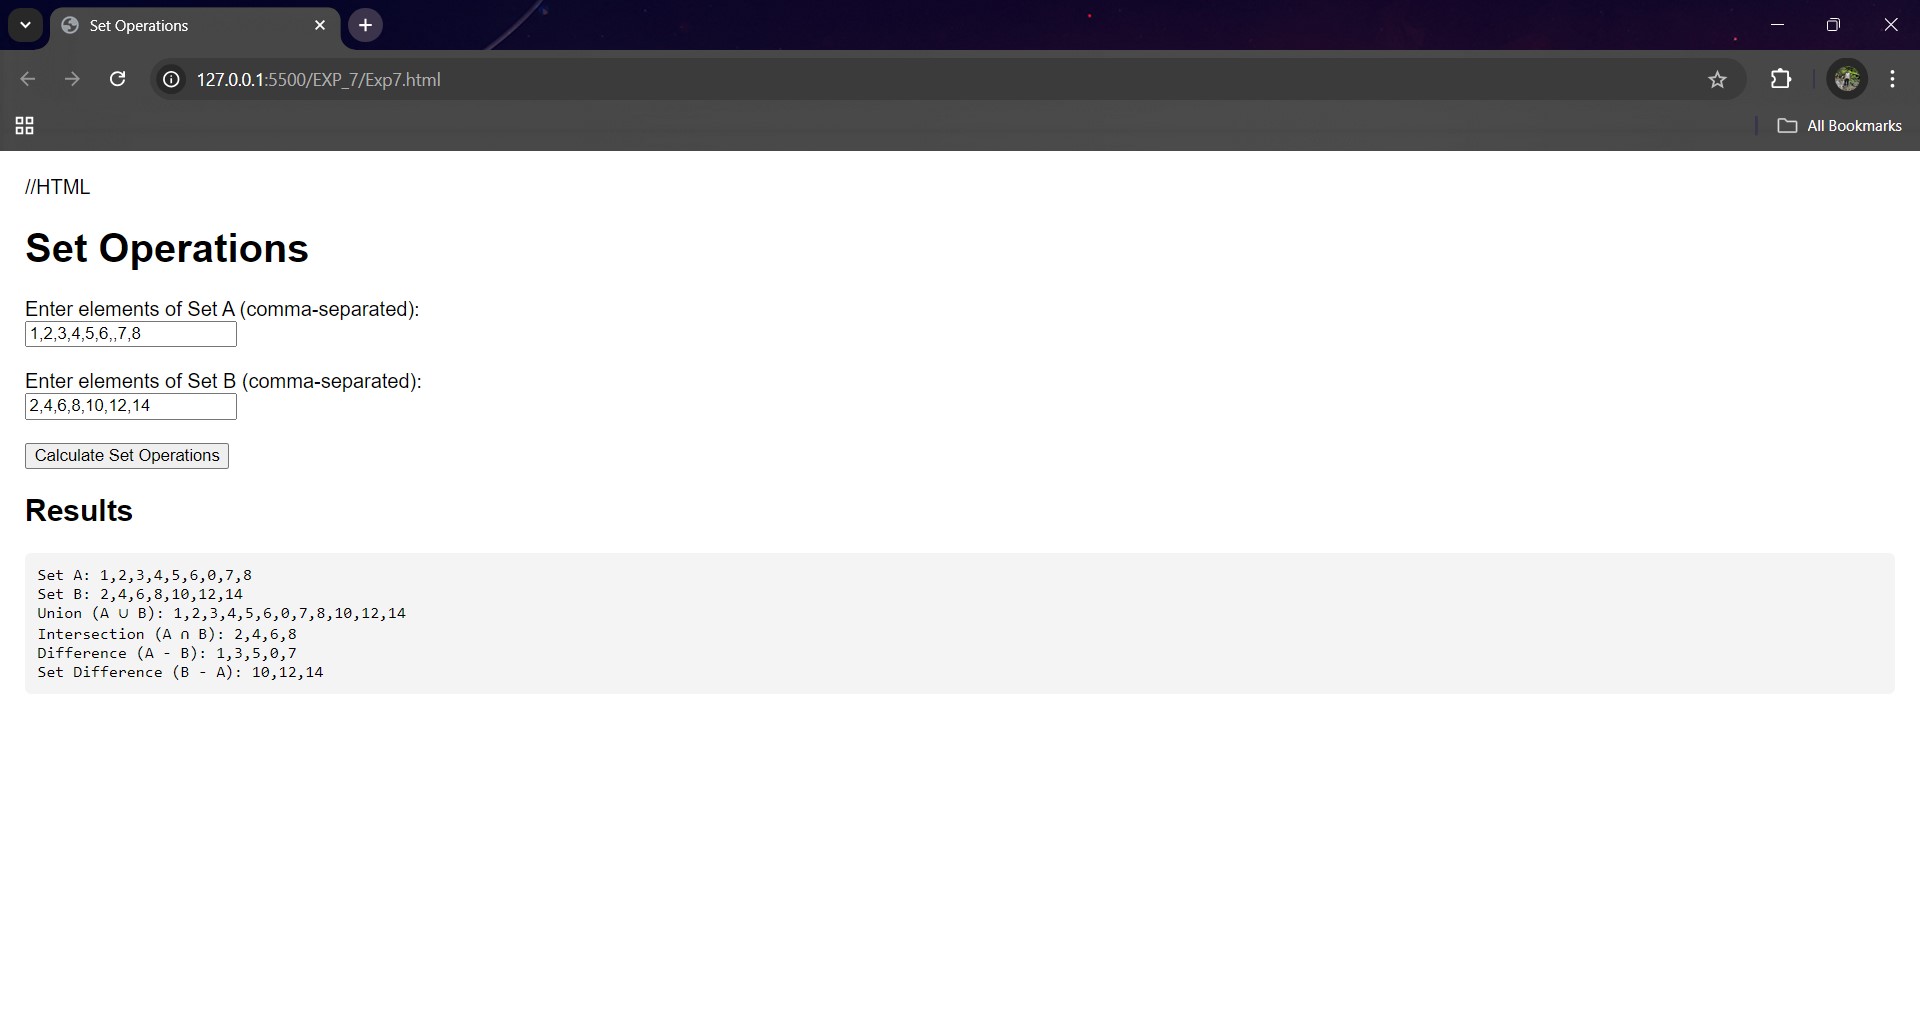 Set Operations
127.0.0.1:5500/EXP_7/Exp7.html
All Bookmarks
//HTML
Set Operations
Enter elements of Set A (comma-separated):
1,2,3,4,5,6,,7,8
Enter elements of Set B (comma-separated):
2,4,6,8,10,12,14
Calculate Set Operations
Results
Set A: 1,2,3,4,5,6,0,7,8
Set B: 2,4,6,8,10,12,14
Union (A ∪ B): 1,2,3,4,5,6,0,7,8,10,12,14
Intersection (A ∩ B): 2,4,6,8
Difference (A - B): 1,3,5,0,7
Set Difference (B - A): 10,12,14